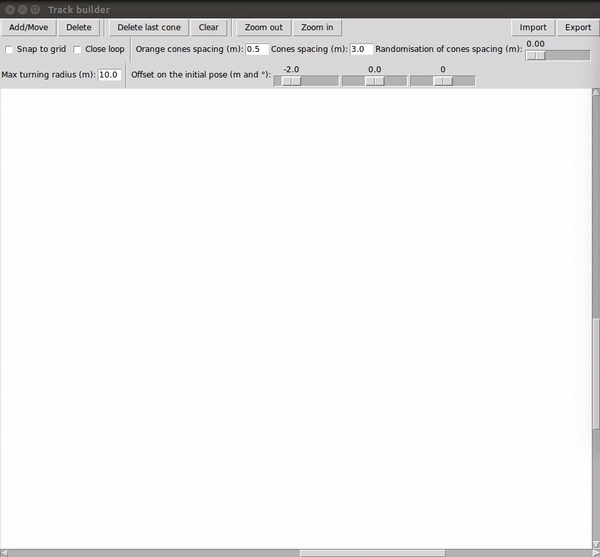 Track builder
Add/Move Delete Delete last cone Clear Zoom out Zoom in Import Export
Snap to grid Close loop Orange cones spacing (m): 0.5 Cones spacing (m): 3.0 Randomisation of cones spacing (m): 0.00
Max turning radius (m): 10.0 Offset on the initial pose (m and °): -2.0 0.0 0